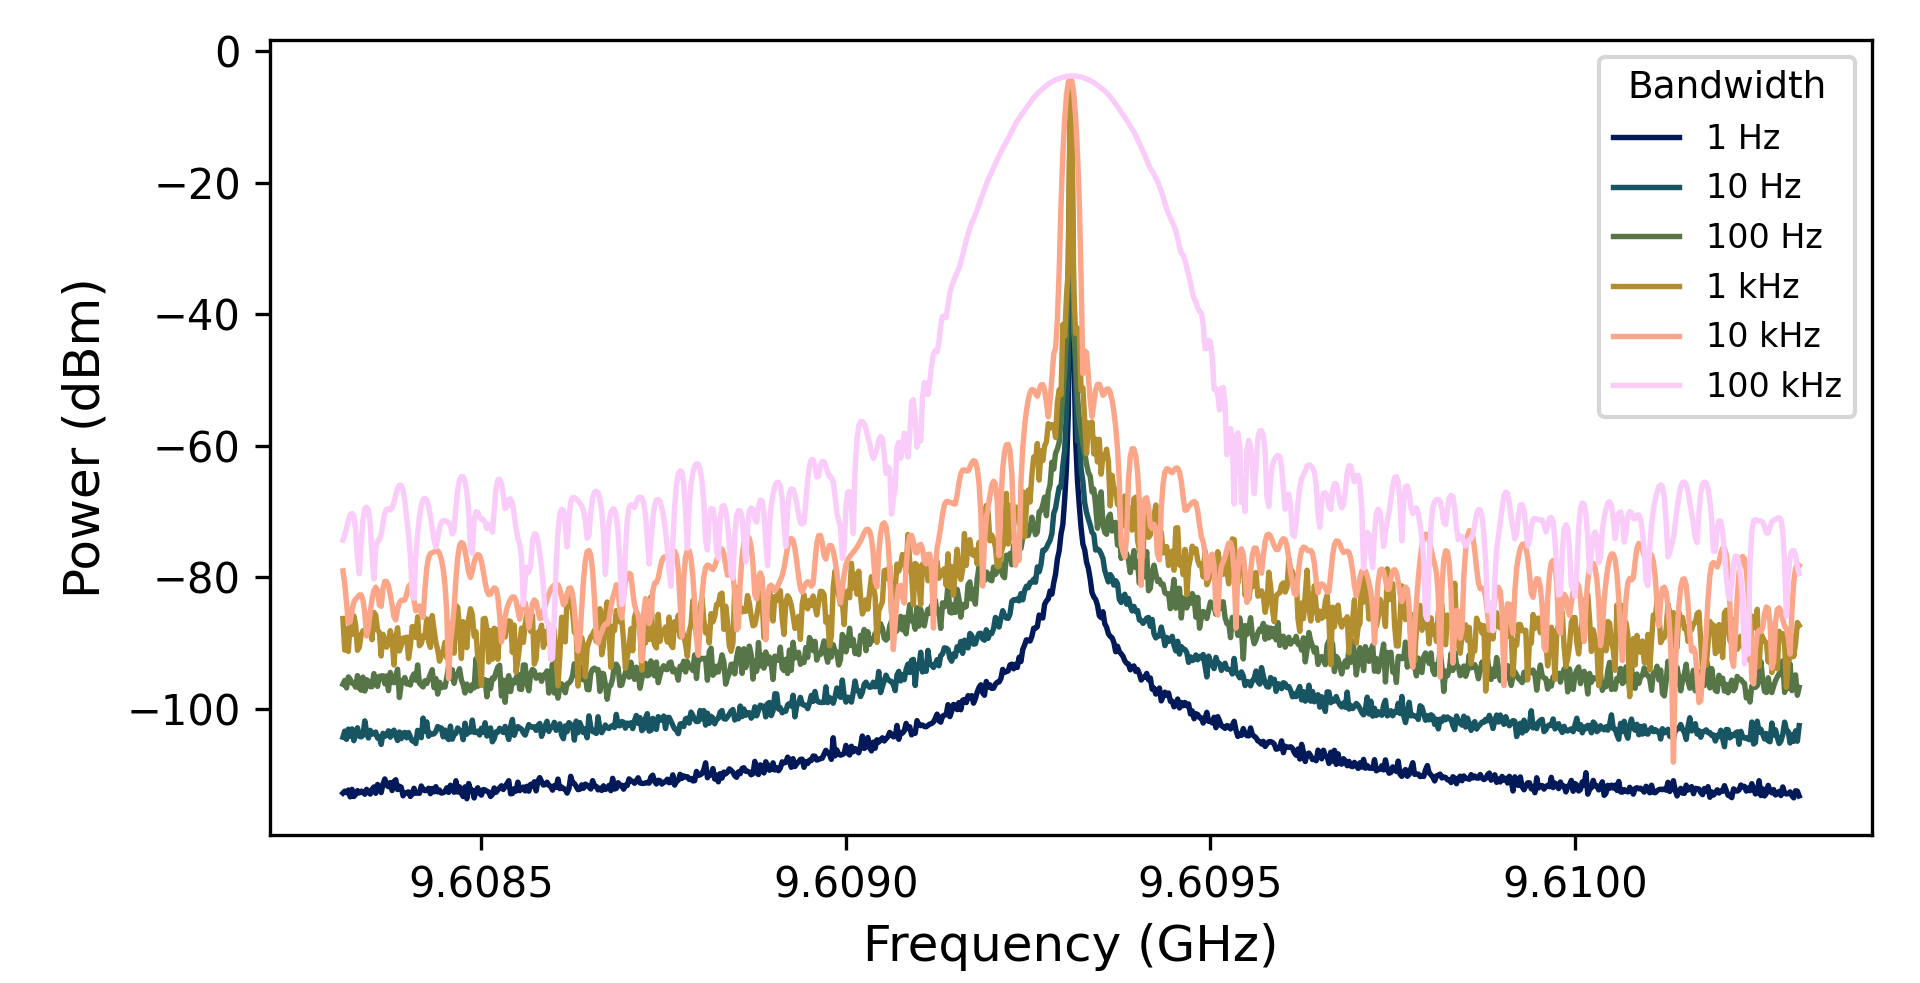 Bandwidth
1 Hz
10 Hz
100 Hz
1 kHz
10 kHz
100 kHz
Power (dBm)
0
−20
−40
−60
−80
−100
9.6085
9.6090
9.6095
9.6100
Frequency (GHz)